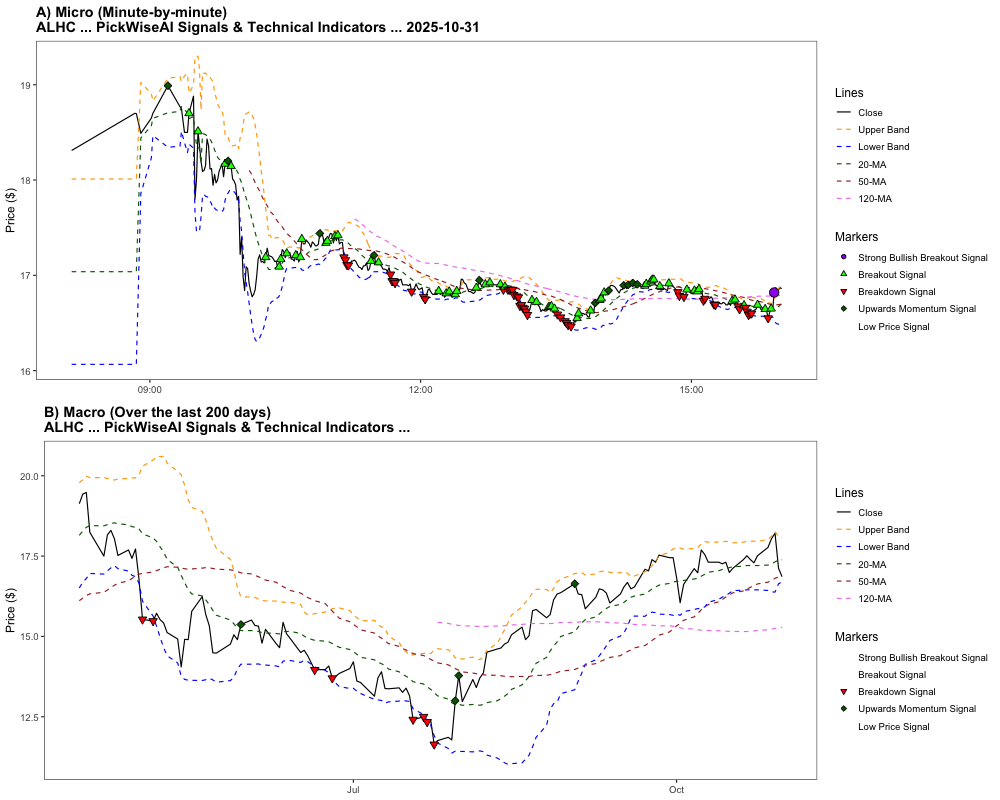 A) Micro (Minute-by-minute)
ALHC ... PickWiseAI Signals & Technical Indicators ... 2025-10-31
Price ($)
19
18
17
16
09:00
12:00
15:00
Lines
Close
Upper Band
Lower Band
20-MA
50-MA
120-MA
Markers
Strong Bullish Breakout Signal
Breakout Signal
Breakdown Signal
Upwards Momentum Signal
Low Price Signal
B) Macro (Over the last 200 days)
ALHC ... PickWiseAI Signals & Technical Indicators ...
Price ($)
20.0
17.5
15.0
12.5
Jul
Oct
Lines
Close
Upper Band
Lower Band
20-MA
50-MA
120-MA
Markers
Strong Bullish Breakout Signal
Breakout Signal
Breakdown Signal
Upwards Momentum Signal
Low Price Signal